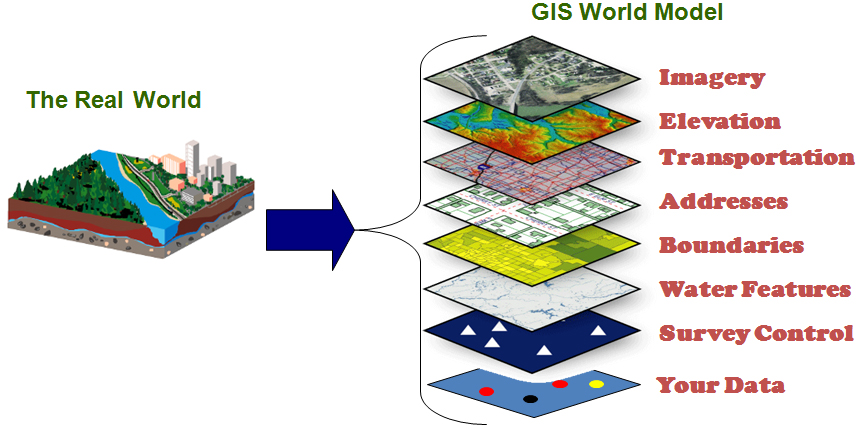 GIS World Model
The Real World
Imagery
Elevation
Transportation
Addresses
Boundaries
Water Features
Survey Control
Your Data